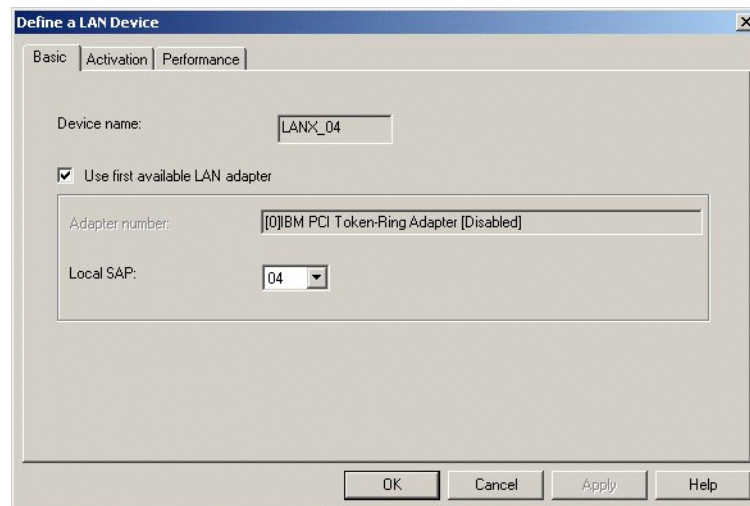 Define a LAN Device
Basic Activation Performance
Device name: LANX_04
Use first available LAN adapter
Adapter number: [0]IBM PCI Token-Ring Adapter [Disabled]
Local SAP: 04
OK Cancel Apply Help